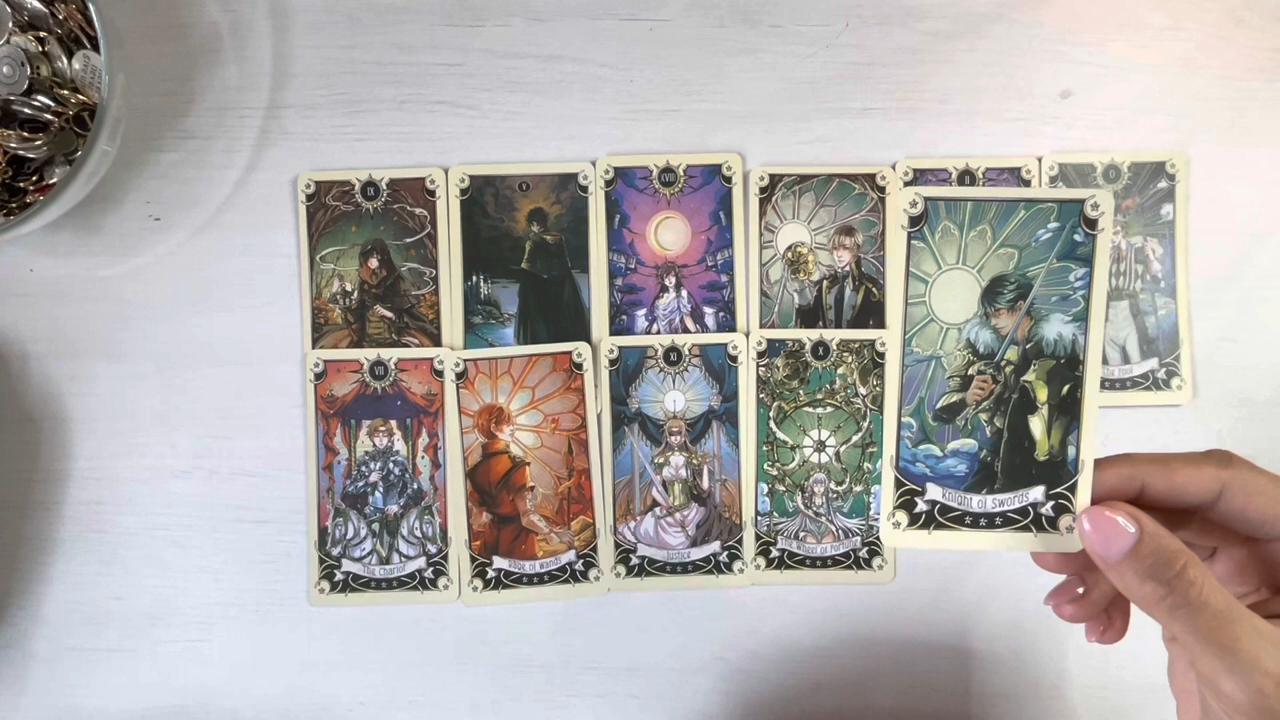 IX
V
XVIII
II
0
The Fool
VII
XI
X
Knight of Swords
The Chariot
Page of Wands
Justice
The Wheel of Fortune